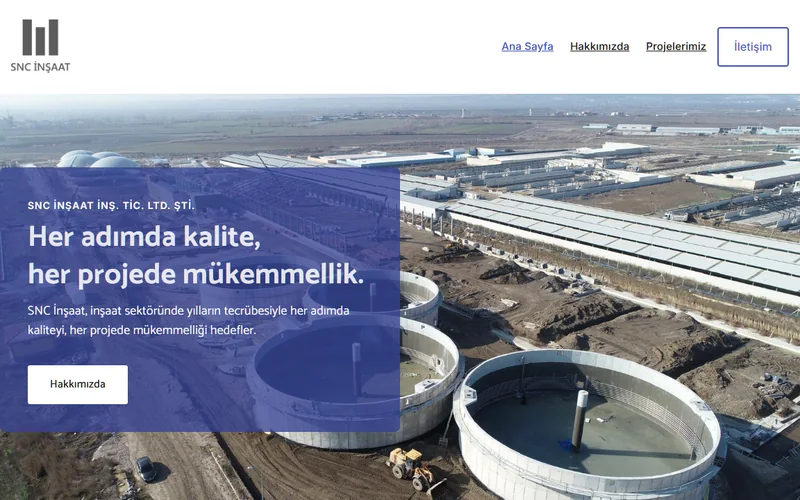 SNC İNŞAAT
Ana Sayfa
Hakkımızda
Projelerimiz
İletişim
SNC İNŞAAT İNŞ. TİC. LTD. ŞTİ.
Her adımda kalite,
her projede mükemmellik.
SNC İnşaat, inşaat sektöründe yılların tecrübesiyle her adımda
kaliteyi, her projede mükemmelliği hedefler.
Hakkımızda